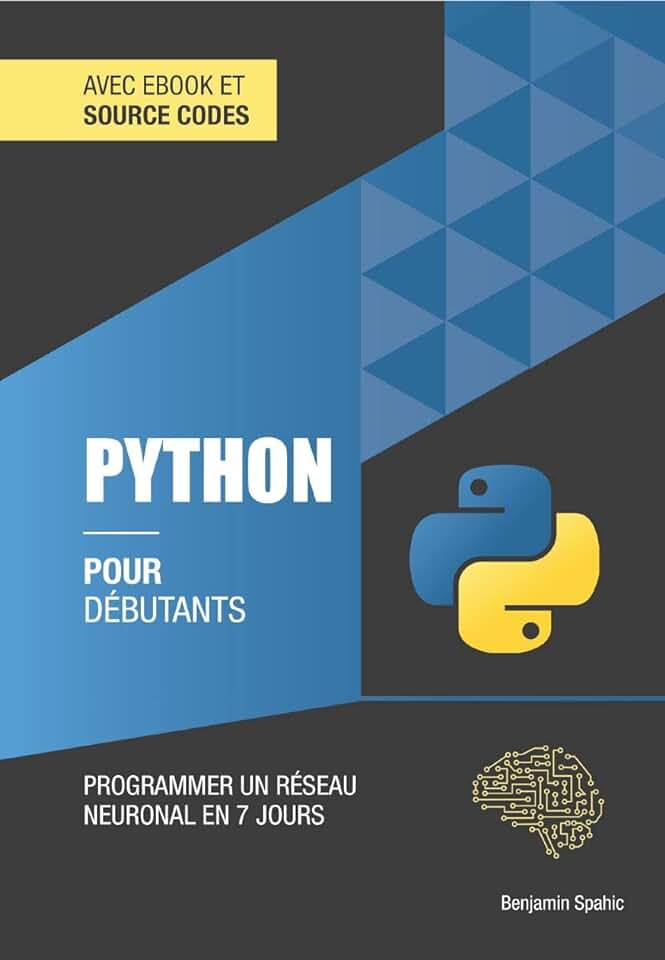 AVEC EBOOK ET
SOURCE CODES
PYTHON
POUR
DÉBUTANTS
PROGRAMMER UN RÉSEAU
NEURONAL EN 7 JOURS
Benjamin Spahic